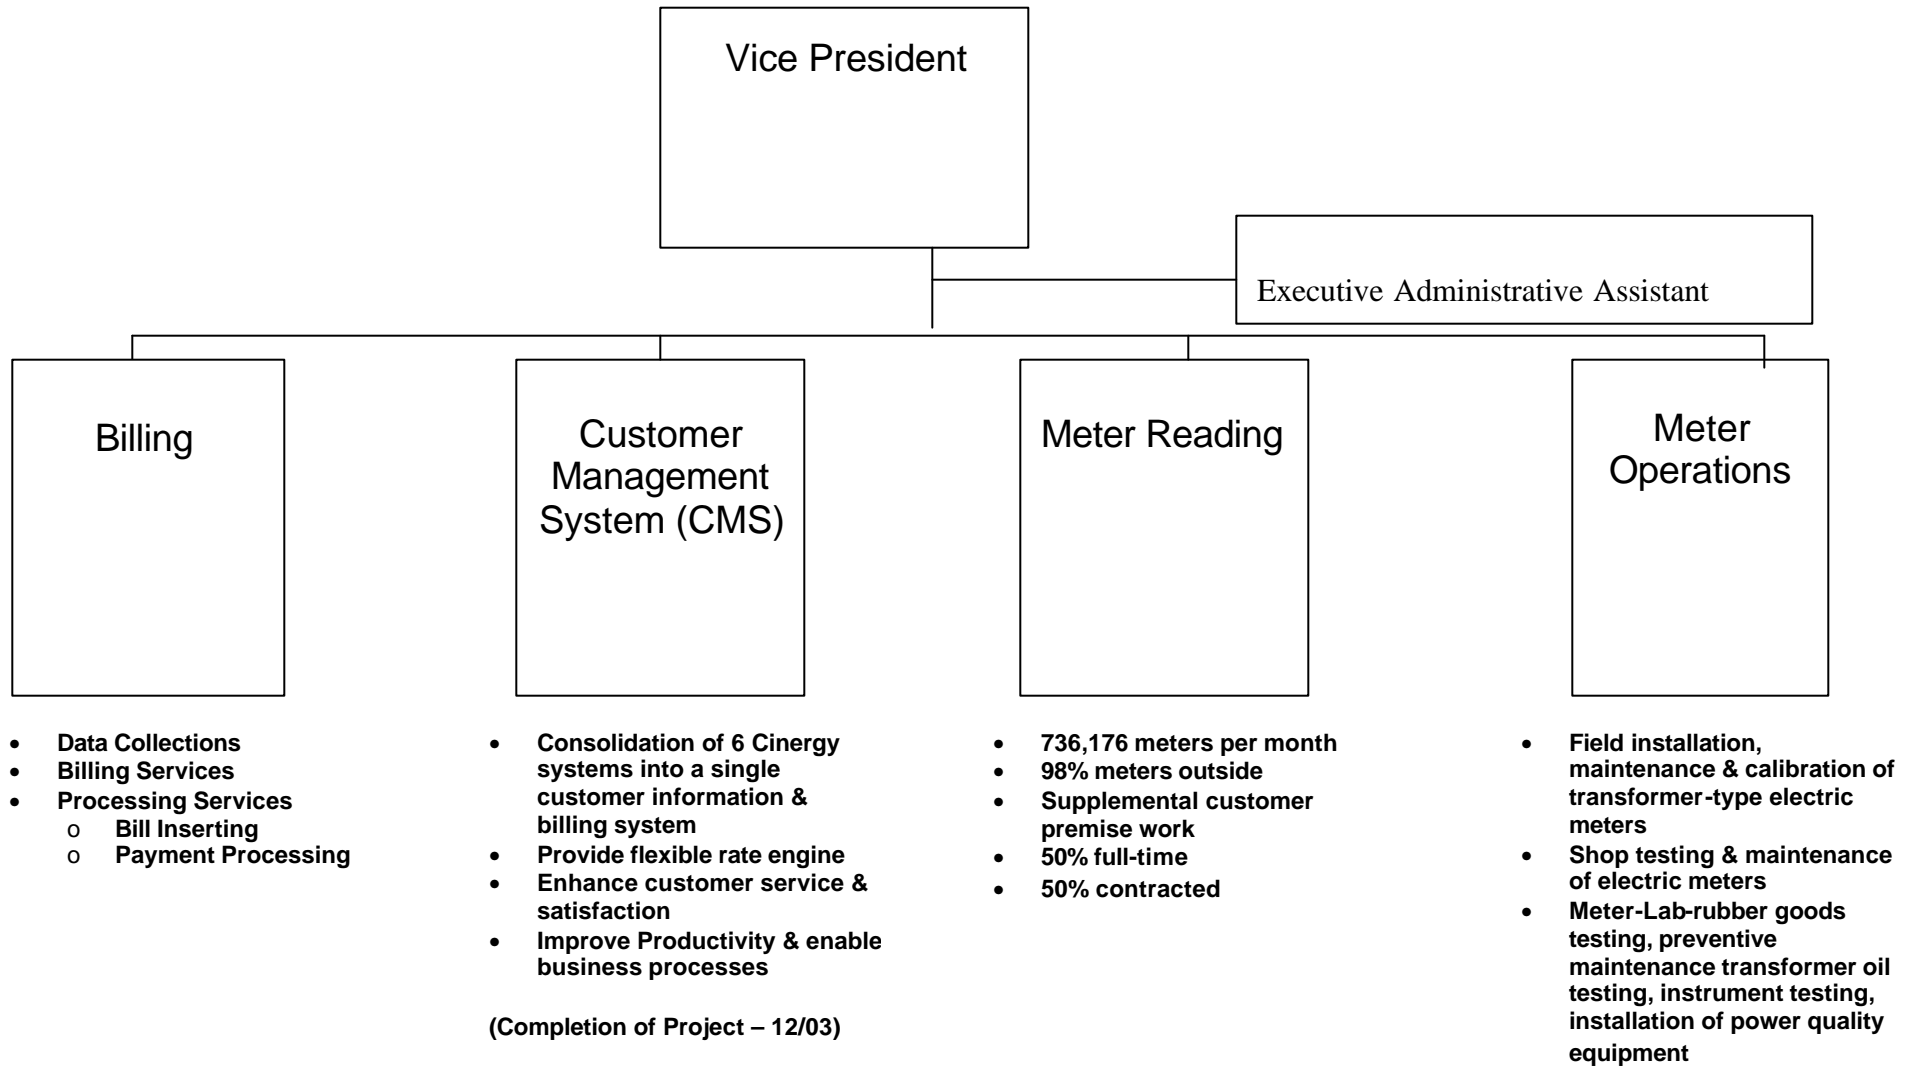 Vice President
Executive Administrative Assistant
Billing
Customer
Management
System (CMS)
Meter Reading
Meter
Operations
• Data Collections
• Billing Services
• Processing Services
o Bill Inserting
o Payment Processing
• Consolidation of 6 Cinergy
systems into a single
customer information &
billing system
• Provide flexible rate engine
• Enhance customer service &
satisfaction
• Improve Productivity & enable
business processes
(Completion of Project – 12/03)
• 736,176 meters per month
• 98% meters outside
• Supplemental customer
premise work
• 50% full-time
• 50% contracted
• Field installation,
maintenance & calibration of
transformer-type electric
meters
• Shop testing & maintenance
of electric meters
• Meter-Lab-rubber goods
testing, preventive
maintenance transformer oil
testing, instrument testing,
installation of power quality
equipment